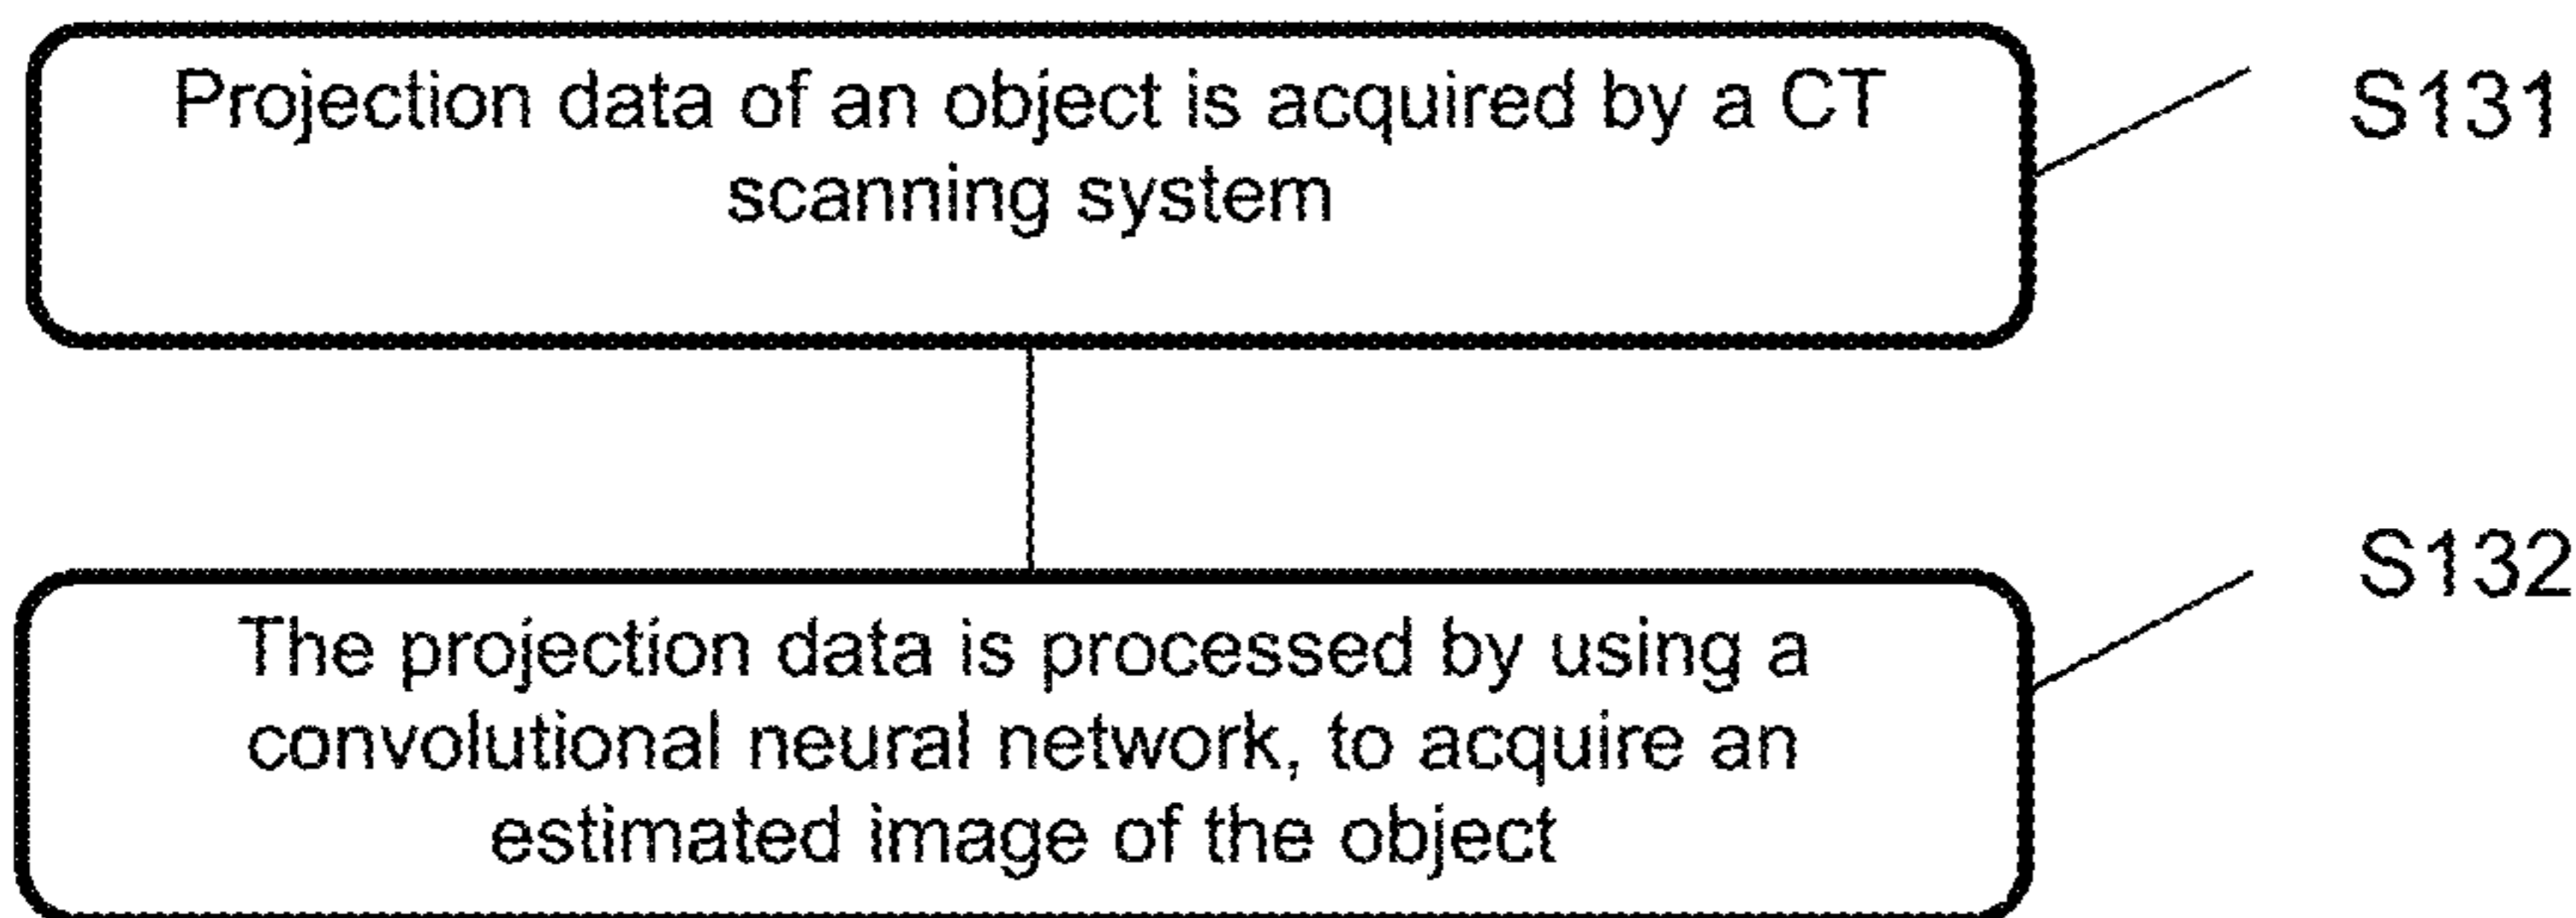 Projection data of an object is acquired by a CT
scanning system
S131
The projection data is processed by using a
convolutional neural network, to acquire an
estimated image of the object
S132